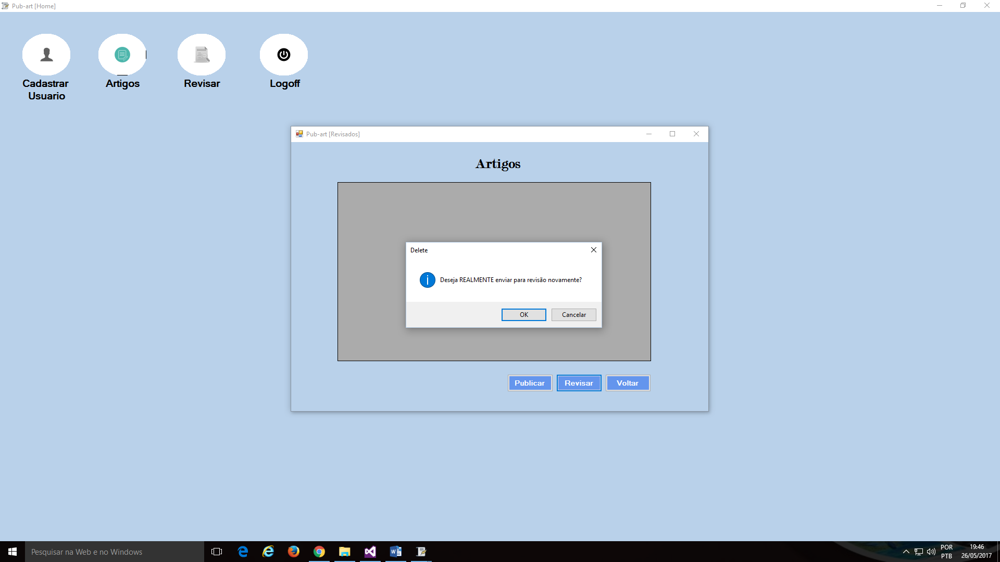 Pub-art [Home]
Cadastrar
Usuario
Artigos
Revisar
Logoff
Pub-art [Revisados]
Artigos
Delete
Deseja REALMENTE enviar para revisão novamente?
OK
Cancelar
Publicar
Revisar
Voltar
Pesquisar na Web e no Windows
POR
PTB
19:46
26/05/2017